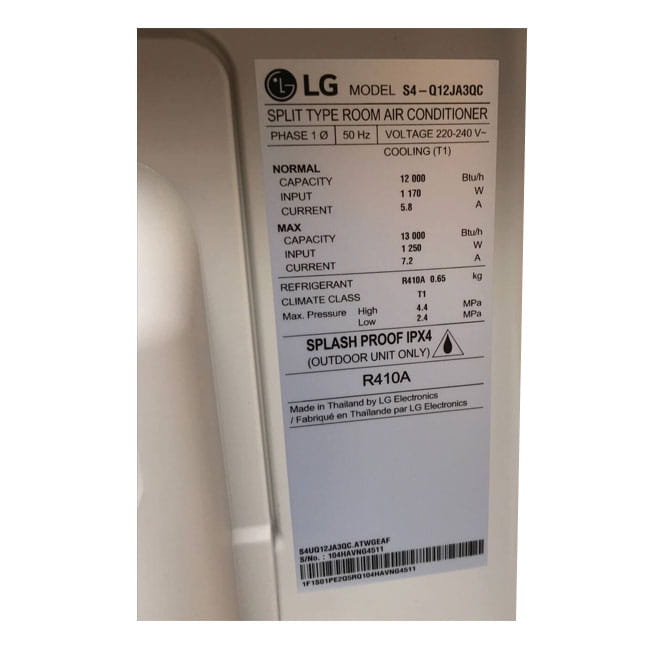 LG MODEL S4-Q12JA3QC
SPLIT TYPE ROOM AIR CONDITIONER
PHASE 1 Ø 50 Hz VOLTAGE 220-240 V~
COOLING (T1)
NORMAL
CAPACITY 12 000 Btu/h
INPUT 1 170 W
CURRENT 5.8 A
MAX
CAPACITY 13 000 Btu/h
INPUT 1 250 W
CURRENT 7.2 A
REFRIGERANT R410A 0.65 kg
CLIMATE CLASS T1
Max. Pressure High 4.4 MPa
Low 2.4 MPa
SPLASH PROOF IPX4
(OUTDOOR UNIT ONLY)
R410A
Made in Thailand by LG Electronics
/ Fabriqué en Thaïlande par LG Electronics
S4UQ12JA3QC.ATWGEAF
S/No. : 104HAVNG4511
1F1S01PE2QSRQ104HAVNG4511